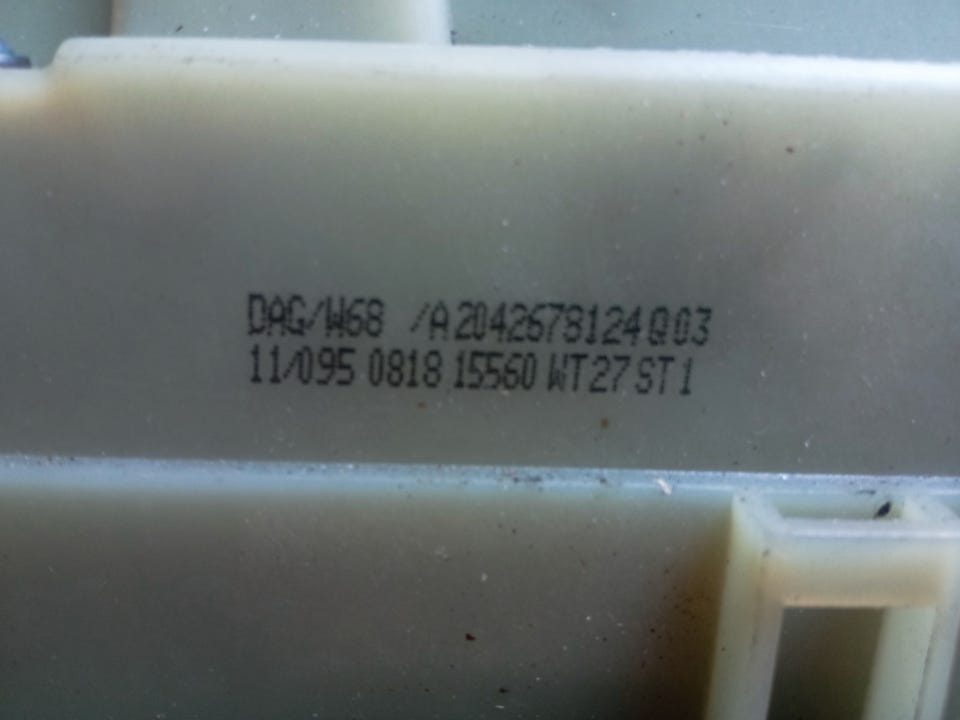 DAG/W68 /A2042678124Q03
11/095 0818 15560 WT27 ST1